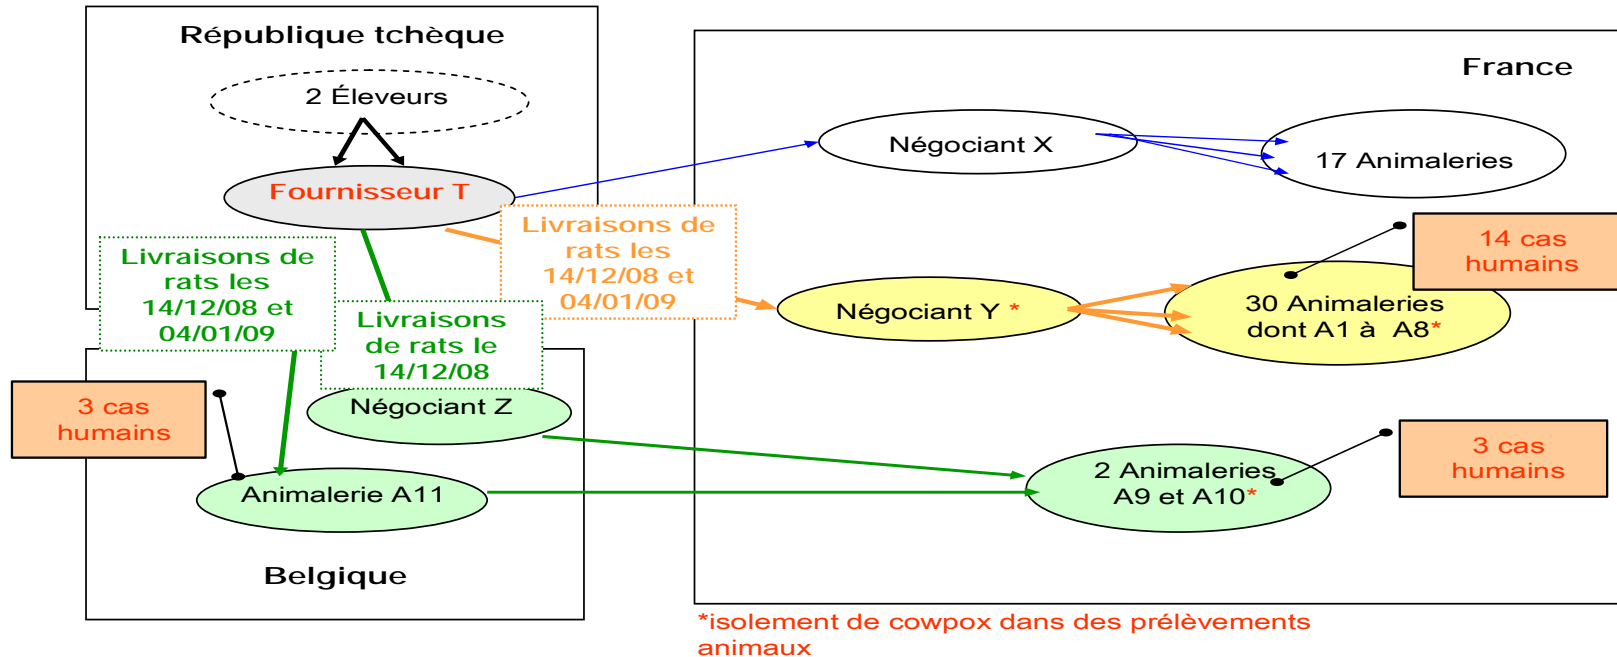 République tchèque
2 Éleveurs
Fournisseur T
Livraisons de
rats les
14/12/08 et
04/01/09
Livraisons
de rats le
14/12/08
Livraisons de
rats les
14/12/08 et
04/01/09
3 cas
humains
Négociant Z
Animalerie A11
Belgique
France
Négociant X
17 Animaleries
14 cas
humains
Négociant Y *
30 Animaleries
dont A1 à A8*
2 Animaleries
A9 et A10*
3 cas
humains
*isolement de cowpox dans des prélèvements
animaux